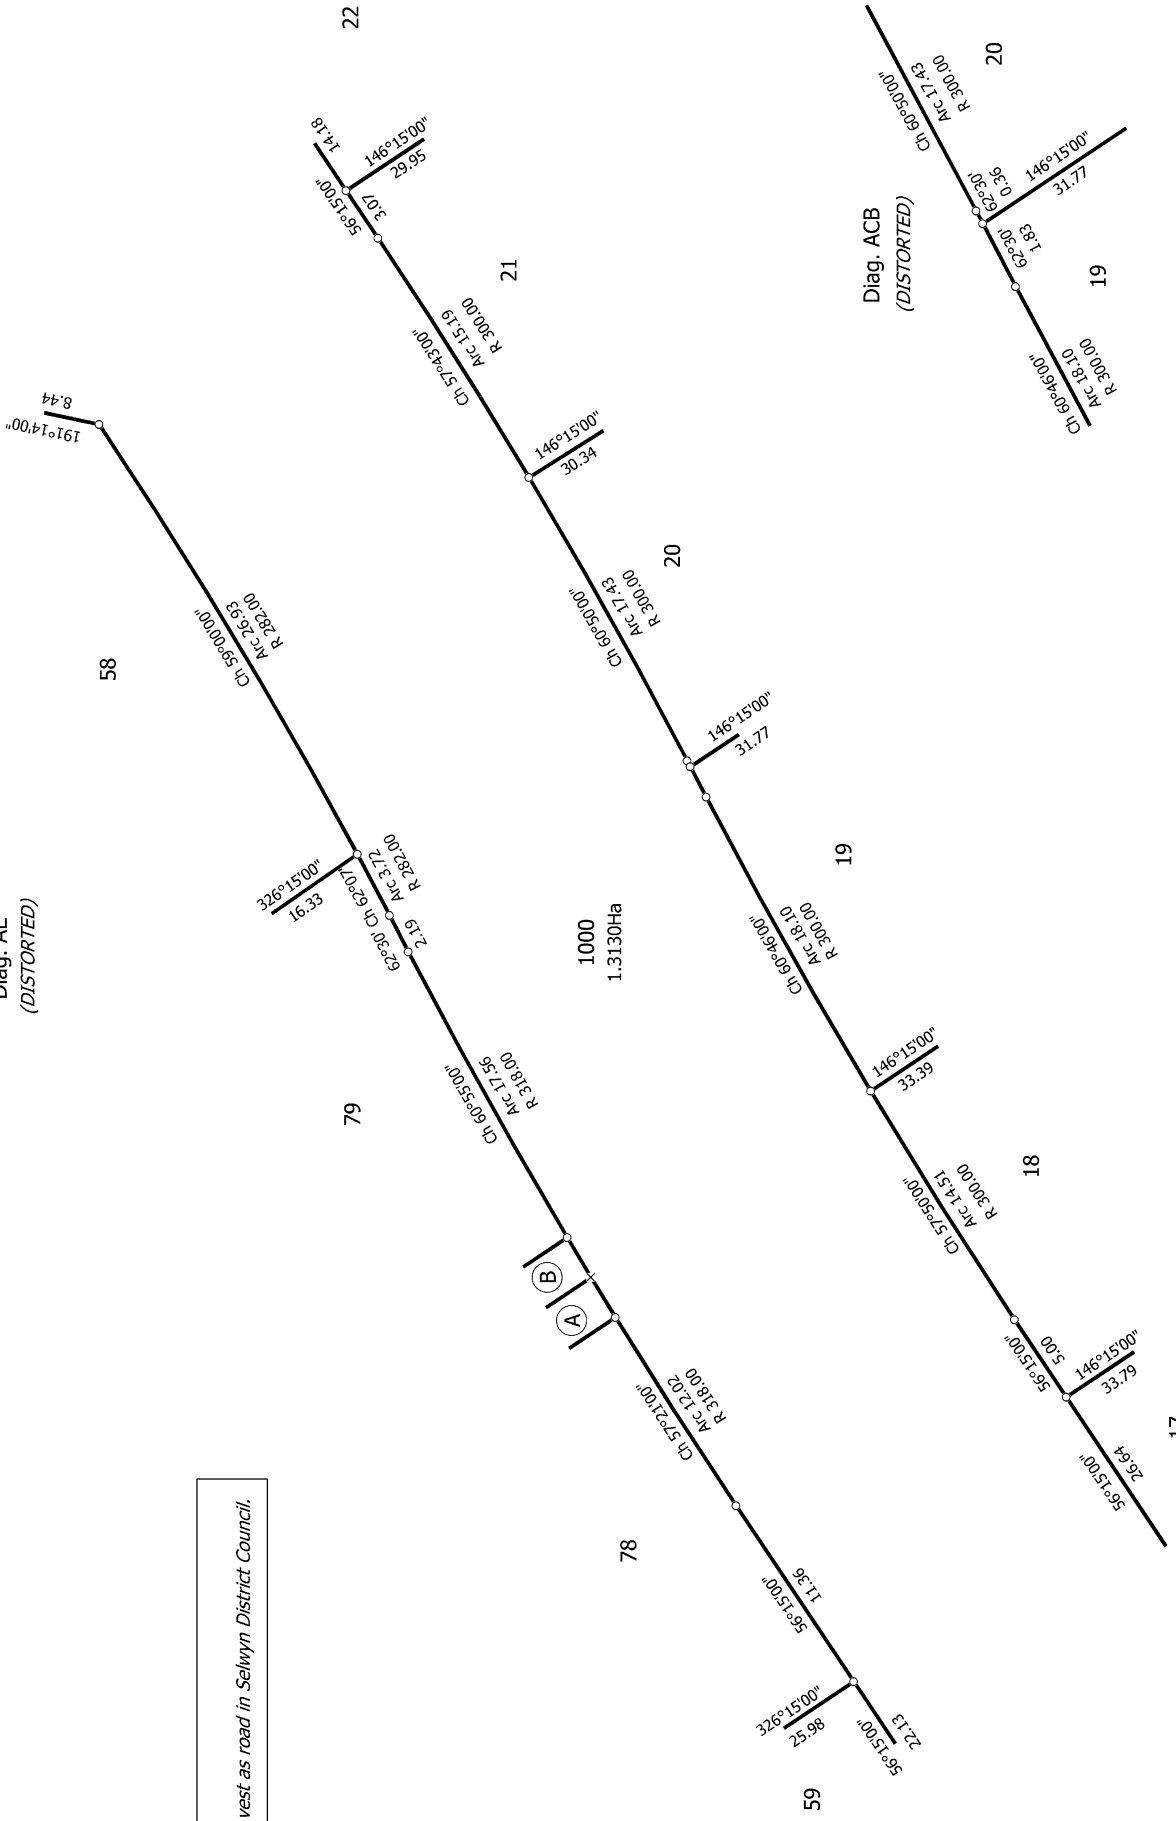 22
20
Ch 60°50'00"
Arc 17.43
R 300.00
62°30'
0.36
146°15'00"
31.77
Diag. ACB
(DISTORTED)
62°30'
1.83
19
Ch 60°46'00"
Arc 18.10
R 300.00
14.18
146°15'00"
29.95
56°15'00"
3.07
21
Ch 57°43'00"
Arc 15.19
R 300.00
146°15'00"
30.34
191°14'00"
8.44
58
Ch 59°00'00"
Arc 26.93
R 282.00
20
Ch 60°50'00"
Arc 17.43
R 300.00
146°15'00"
31.77
Diag. AE
(DISTORTED)
326°15'00"
16.33
Ch 62°07'
Arc 3.72
R 282.00
62°30'
2.19
1000
1.3130Ha
19
Ch 60°46'00"
Arc 18.10
R 300.00
79
Ch 60°55'00"
Arc 17.56
R 318.00
146°15'00"
33.39
18
Ch 57°50'00"
Arc 14.51
R 300.00
B
A
56°15'00"
5.00
146°15'00"
33.79
17
56°15'00"
26.64
Ch 57°21'00"
Arc 12.02
R 318.00
78
56°15'00"
11.36
326°15'00"
25.98
56°15'00"
22.13
59
vest as road in Selwyn District Council.